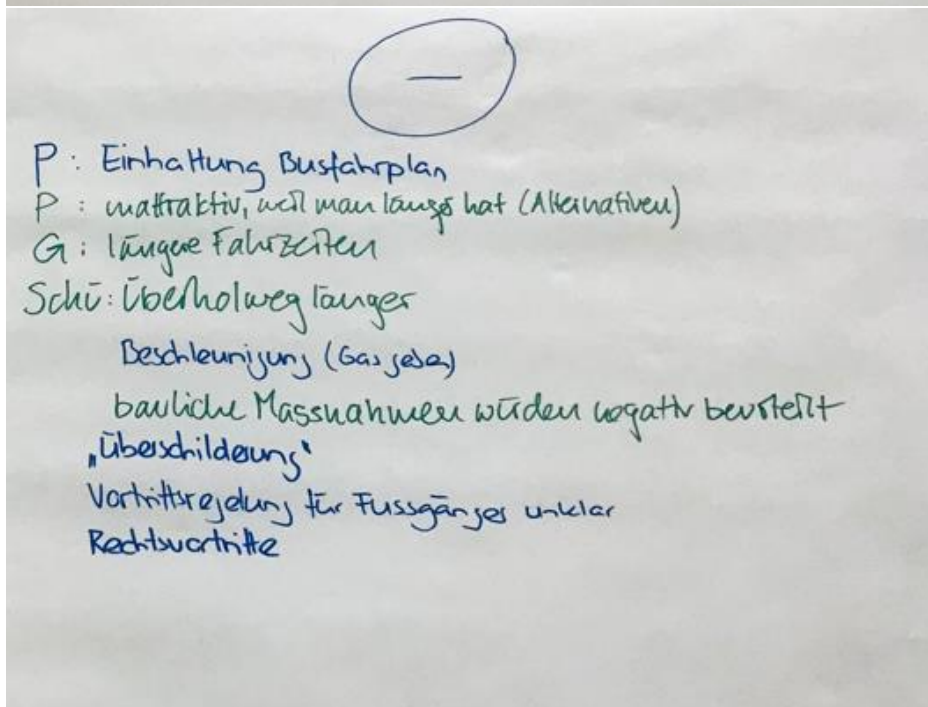 —
P: Einhaltung Busfahrplan
P: unattraktiv, weil man länger hat (Alternativen)
G: längere Fahrzeiten
Schü: Überholweg länger
Beschleunigung (Gas geben)
bauliche Massnahmen würden negativ beurteilt
„Überschilderung“
Vortrittsregelung für Fussgänger unklar
Rechtsvortritte